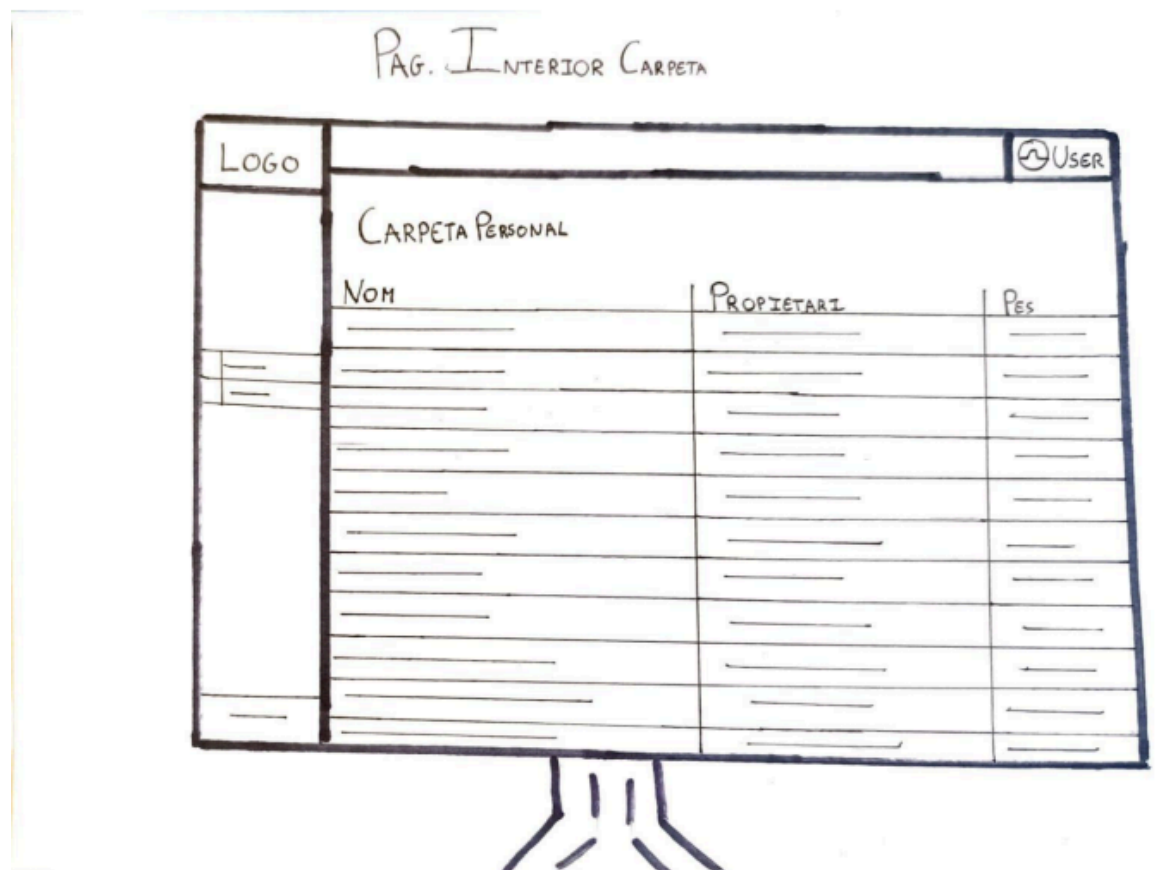 PAG. INTERIOR CARPETA
LOGO
USER
CARPETA PERSONAL
NOM
PROPIETARI
PES